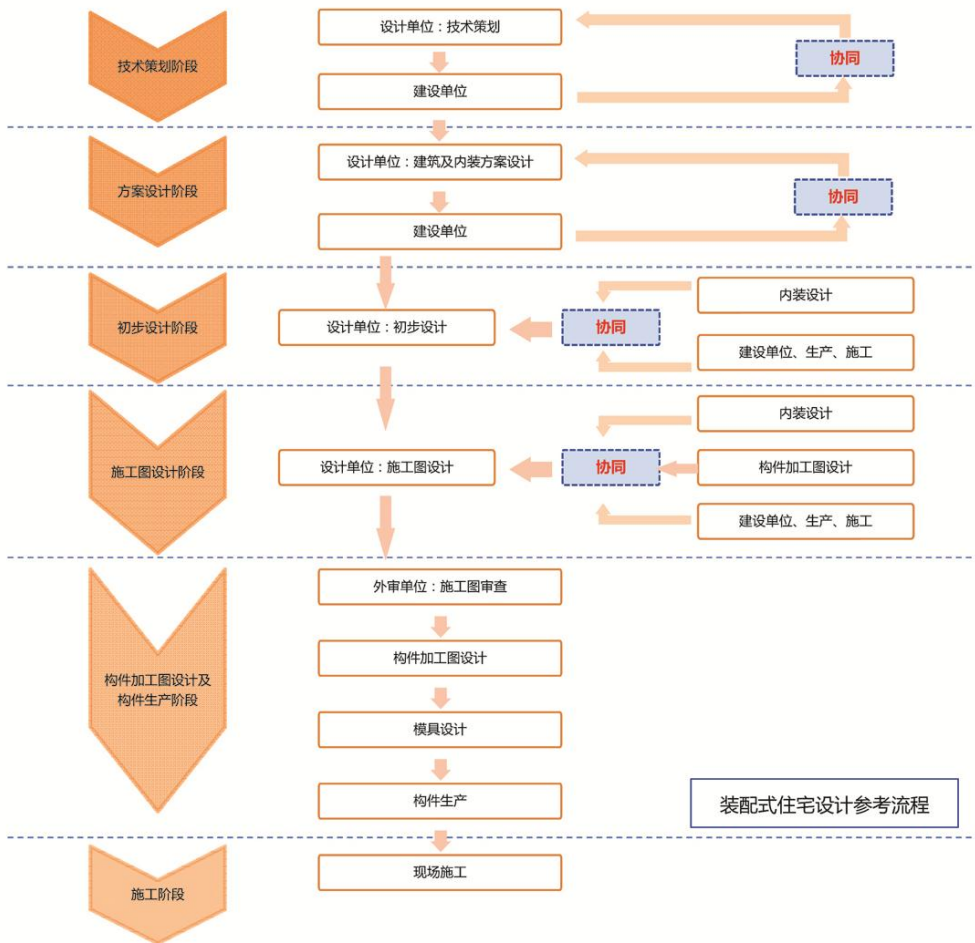 设计单位：技术策划
协同
技术策划阶段
建设单位
设计单位：建筑及内装方案设计
协同
方案设计阶段
建设单位
内装设计
初步设计阶段
设计单位：初步设计
协同
建设单位、生产、施工
内装设计
施工图设计阶段
设计单位：施工图设计
协同
构件加工图设计
建设单位、生产、施工
外审单位：施工图审查
构件加工图设计
构件加工图设计及
构件生产阶段
模具设计
构件生产
装配式住宅设计参考流程
施工阶段
现场施工